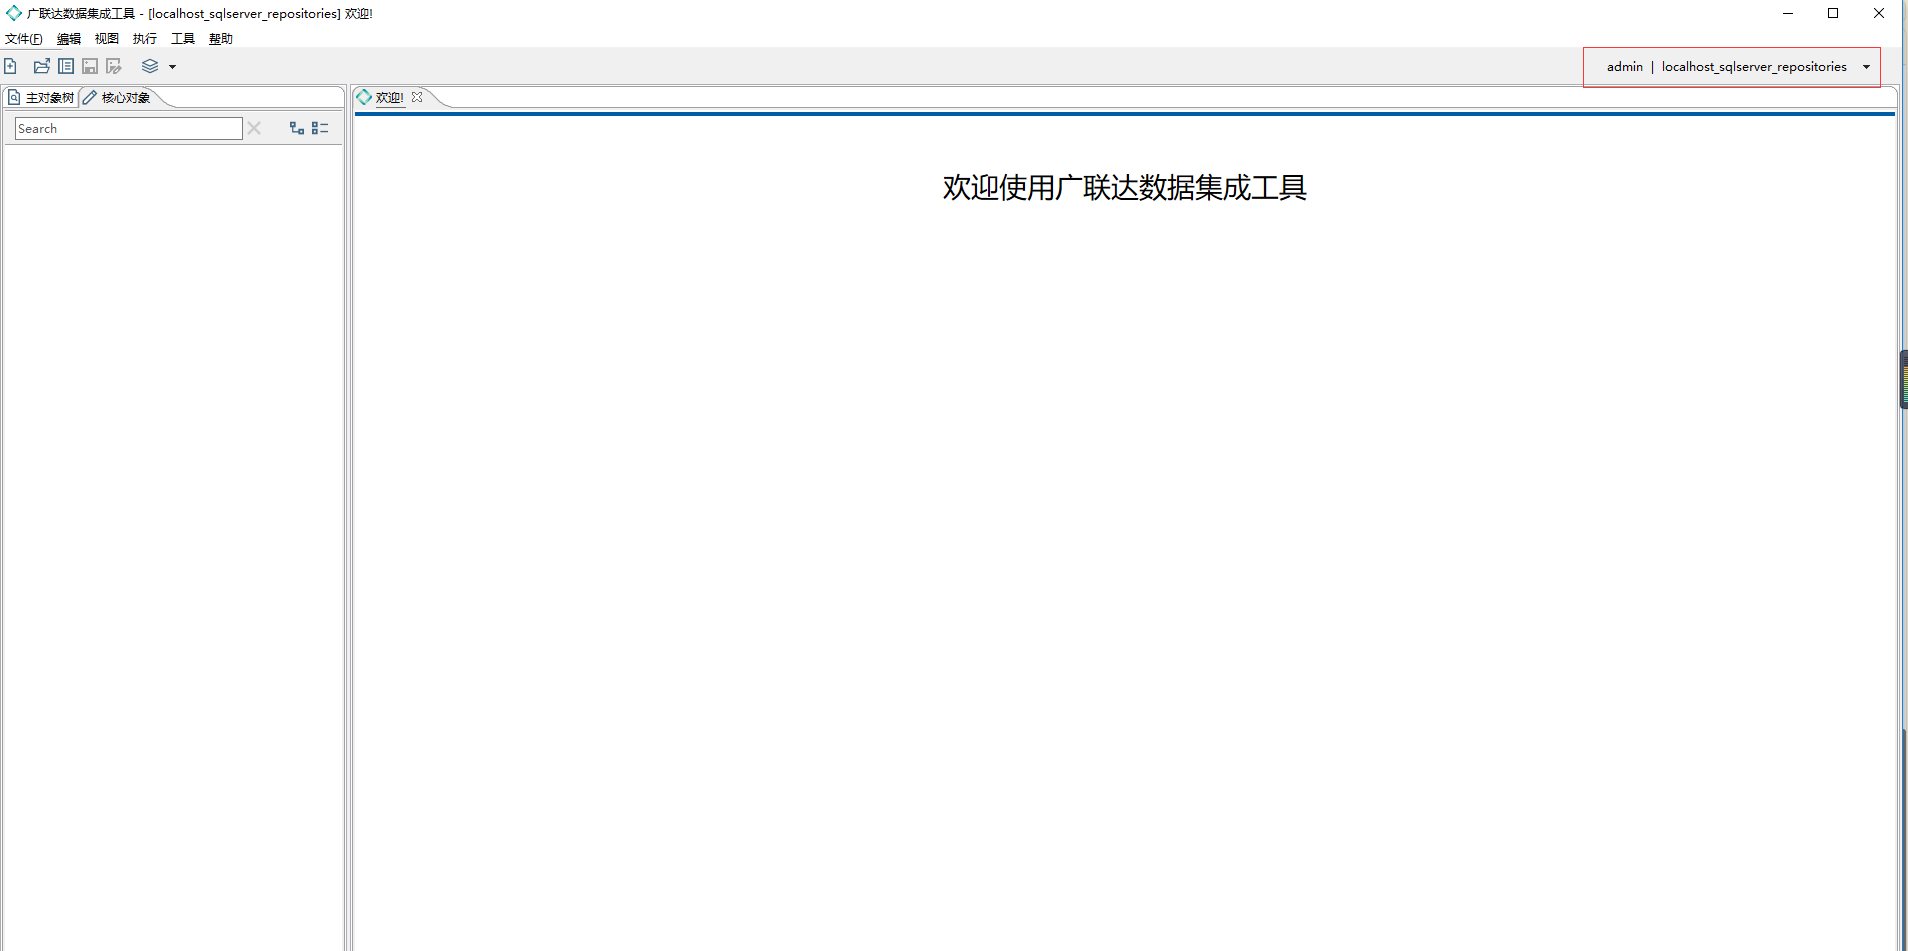 广联达数据集成工具 - [localhost_sqlserver_repositories] 欢迎!
文件(F) 编辑 视图 执行 工具 帮助
admin | localhost_sqlserver_repositories
主对象树 核心对象
欢迎!
Search
欢迎使用广联达数据集成工具